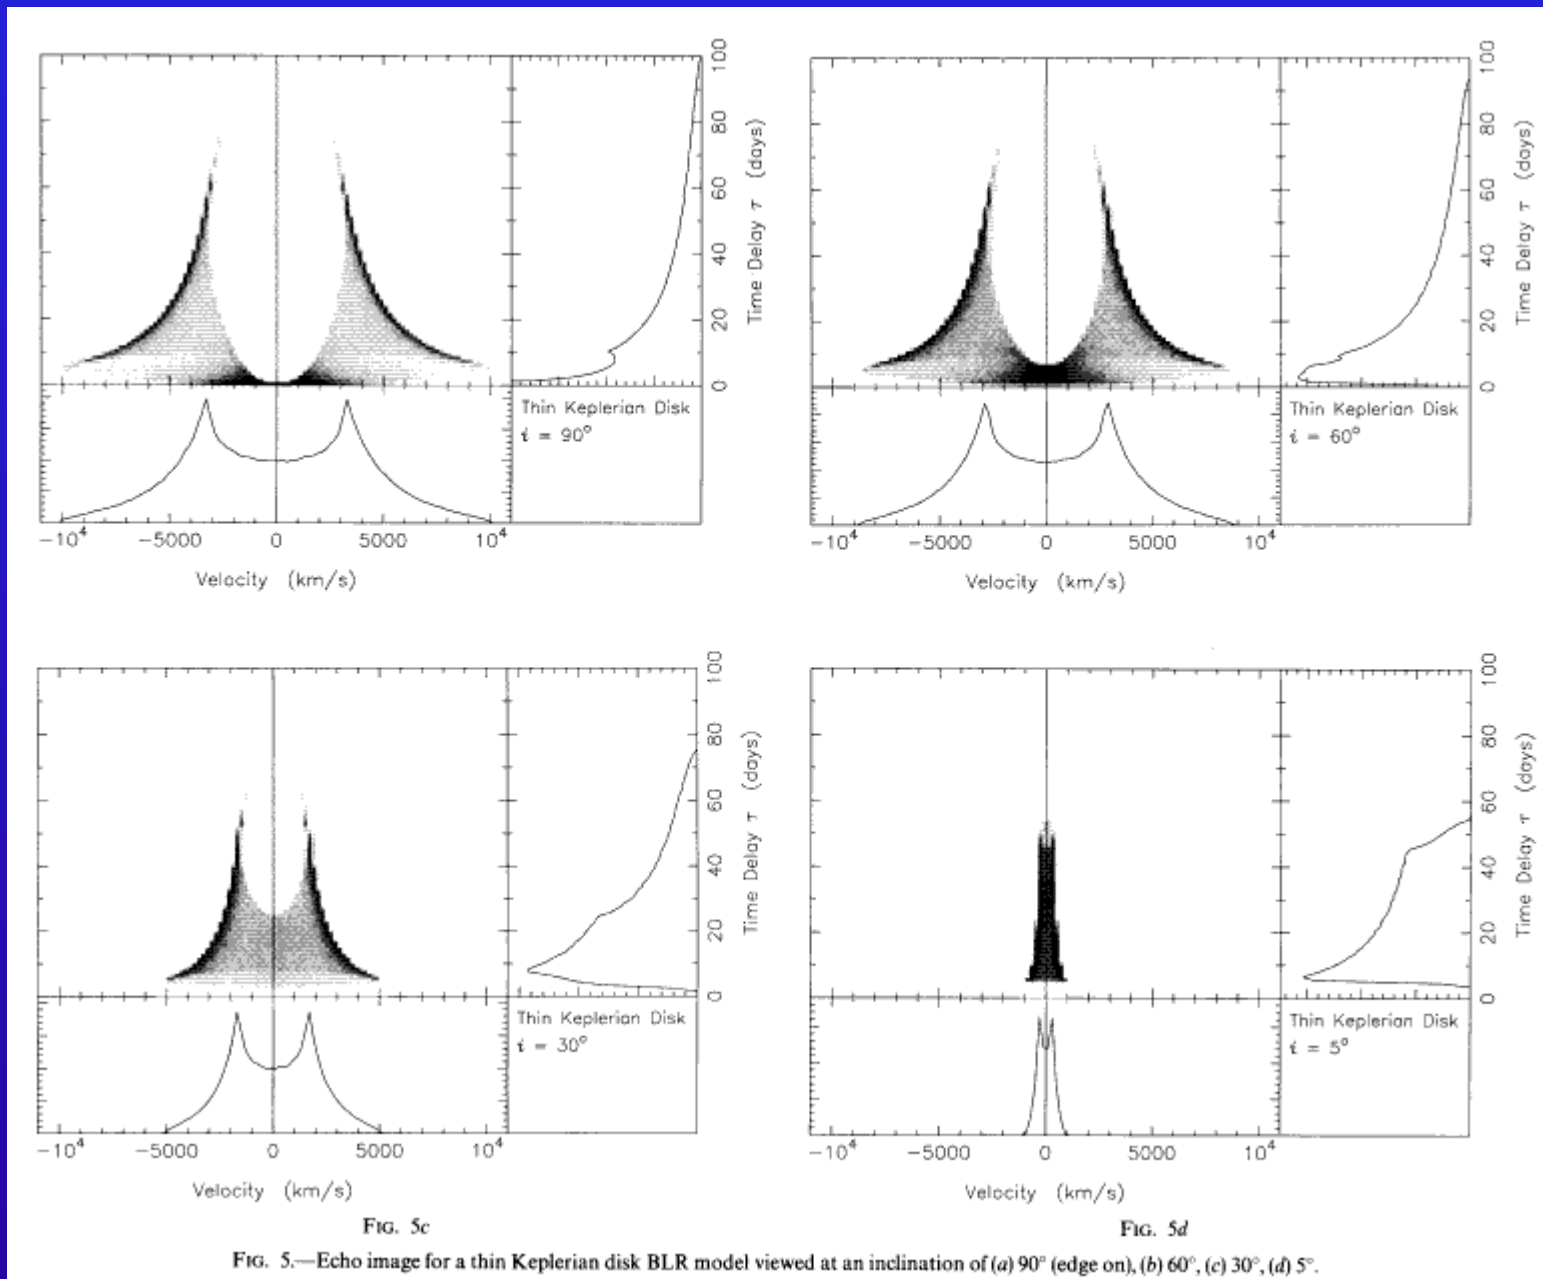 100
80
60
40
20
0
Time Delay τ (days)
Thin Keplerian Disk
i = 90°
−10⁴ −5000 0 5000 10⁴
Velocity (km/s)
100
80
60
40
20
0
Time Delay τ (days)
Thin Keplerian Disk
i = 60°
−10⁴ −5000 0 5000 10⁴
Velocity (km/s)
100
80
60
40
20
0
Time Delay τ (days)
Thin Keplerian Disk
i = 30°
−10⁴ −5000 0 5000 10⁴
Velocity (km/s)
FIG. 5c
100
80
60
40
20
0
Time Delay τ (days)
Thin Keplerian Disk
i = 5°
−10⁴ −5000 0 5000 10⁴
Velocity (km/s)
FIG. 5d
FIG. 5.—Echo image for a thin Keplerian disk BLR model viewed at an inclination of (a) 90° (edge on), (b) 60°, (c) 30°, (d) 5°.